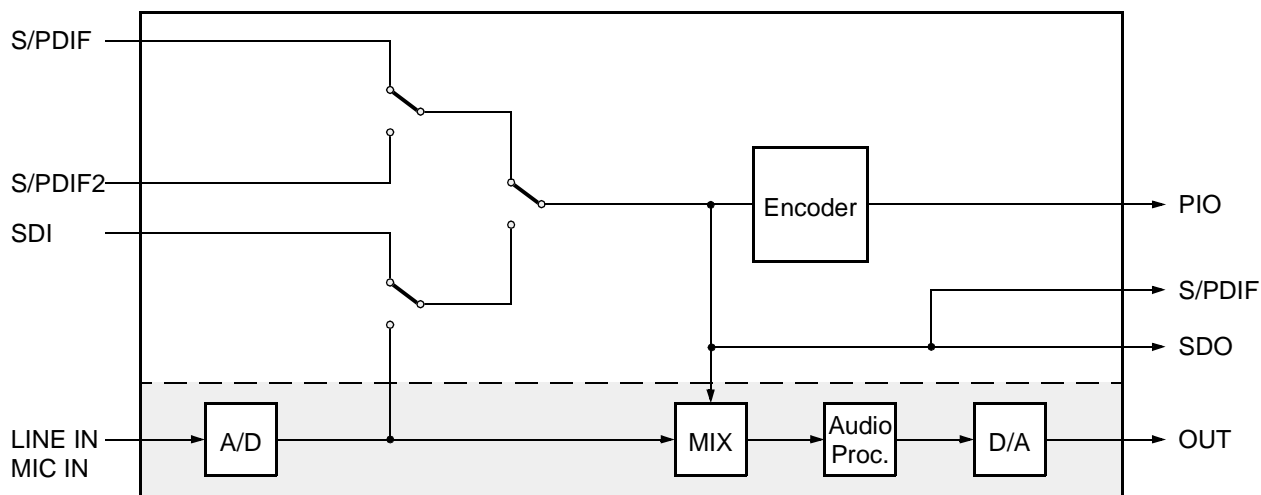 S/PDIF
S/PDIF2
SDI
Encoder
PIO
S/PDIF
SDO
LINE IN
MIC IN
A/D
MIX
Audio
Proc.
D/A
OUT